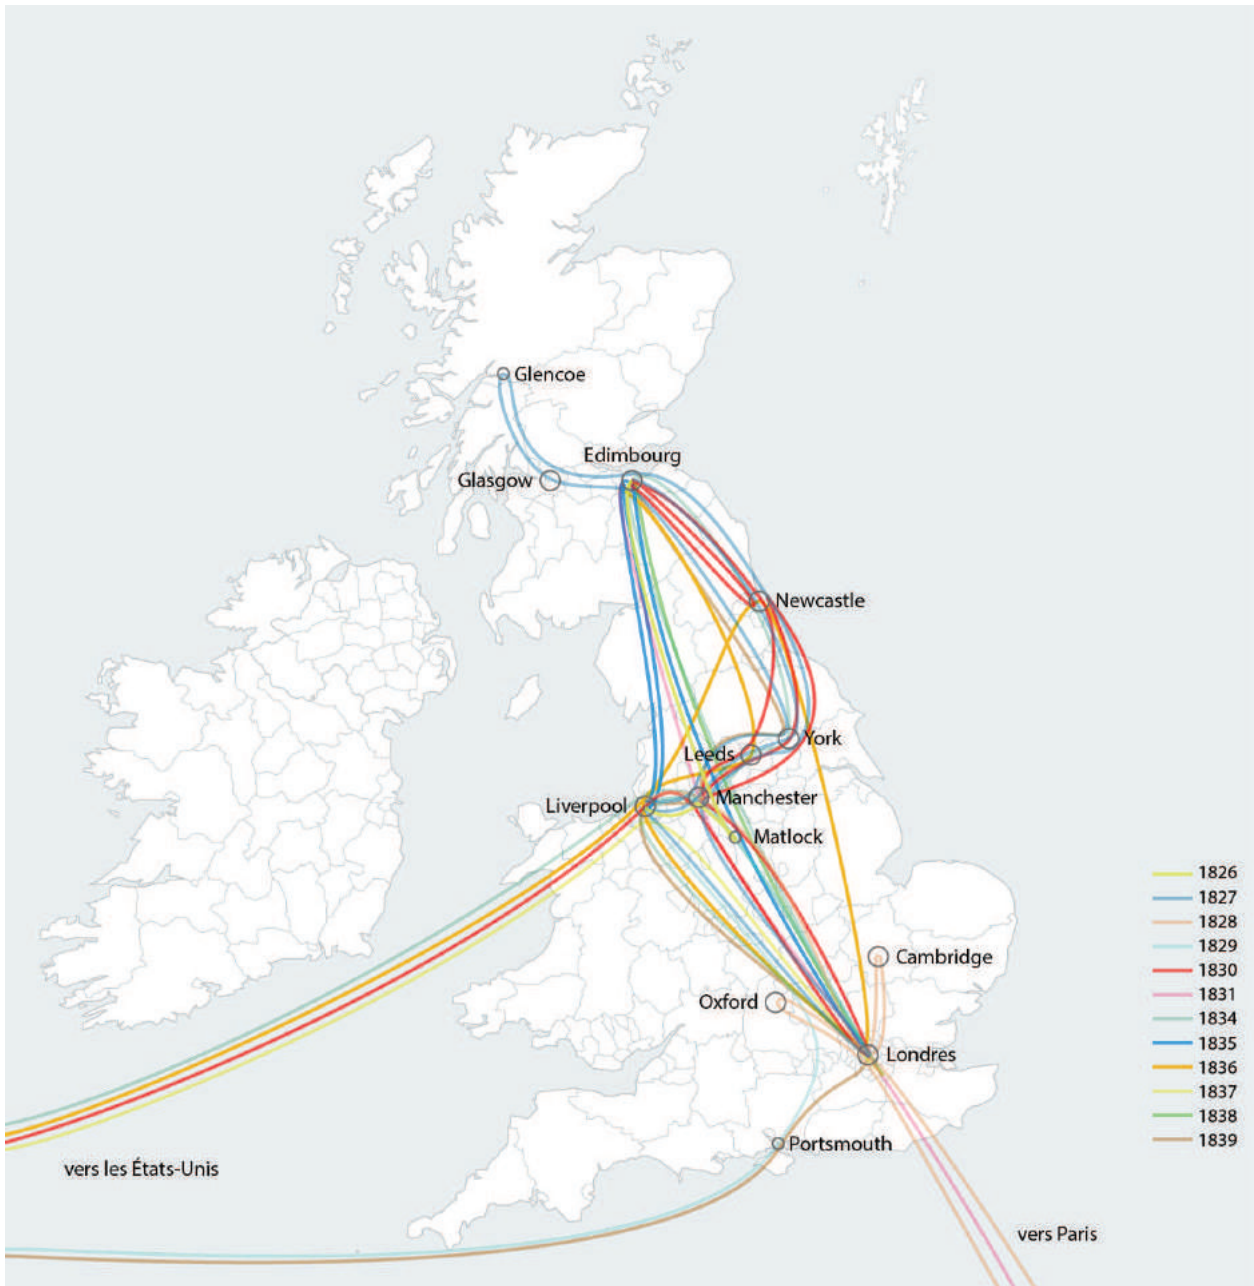 Glencoe
Edimbourg
Glasgow
Newcastle
York
Leeds
Manchester
Liverpool
Matlock
1826
1827
1828
1829
1830
1831
1834
1835
1836
1837
1838
1839
Cambridge
Oxford
Londres
Portsmouth
vers les États-Unis
vers Paris